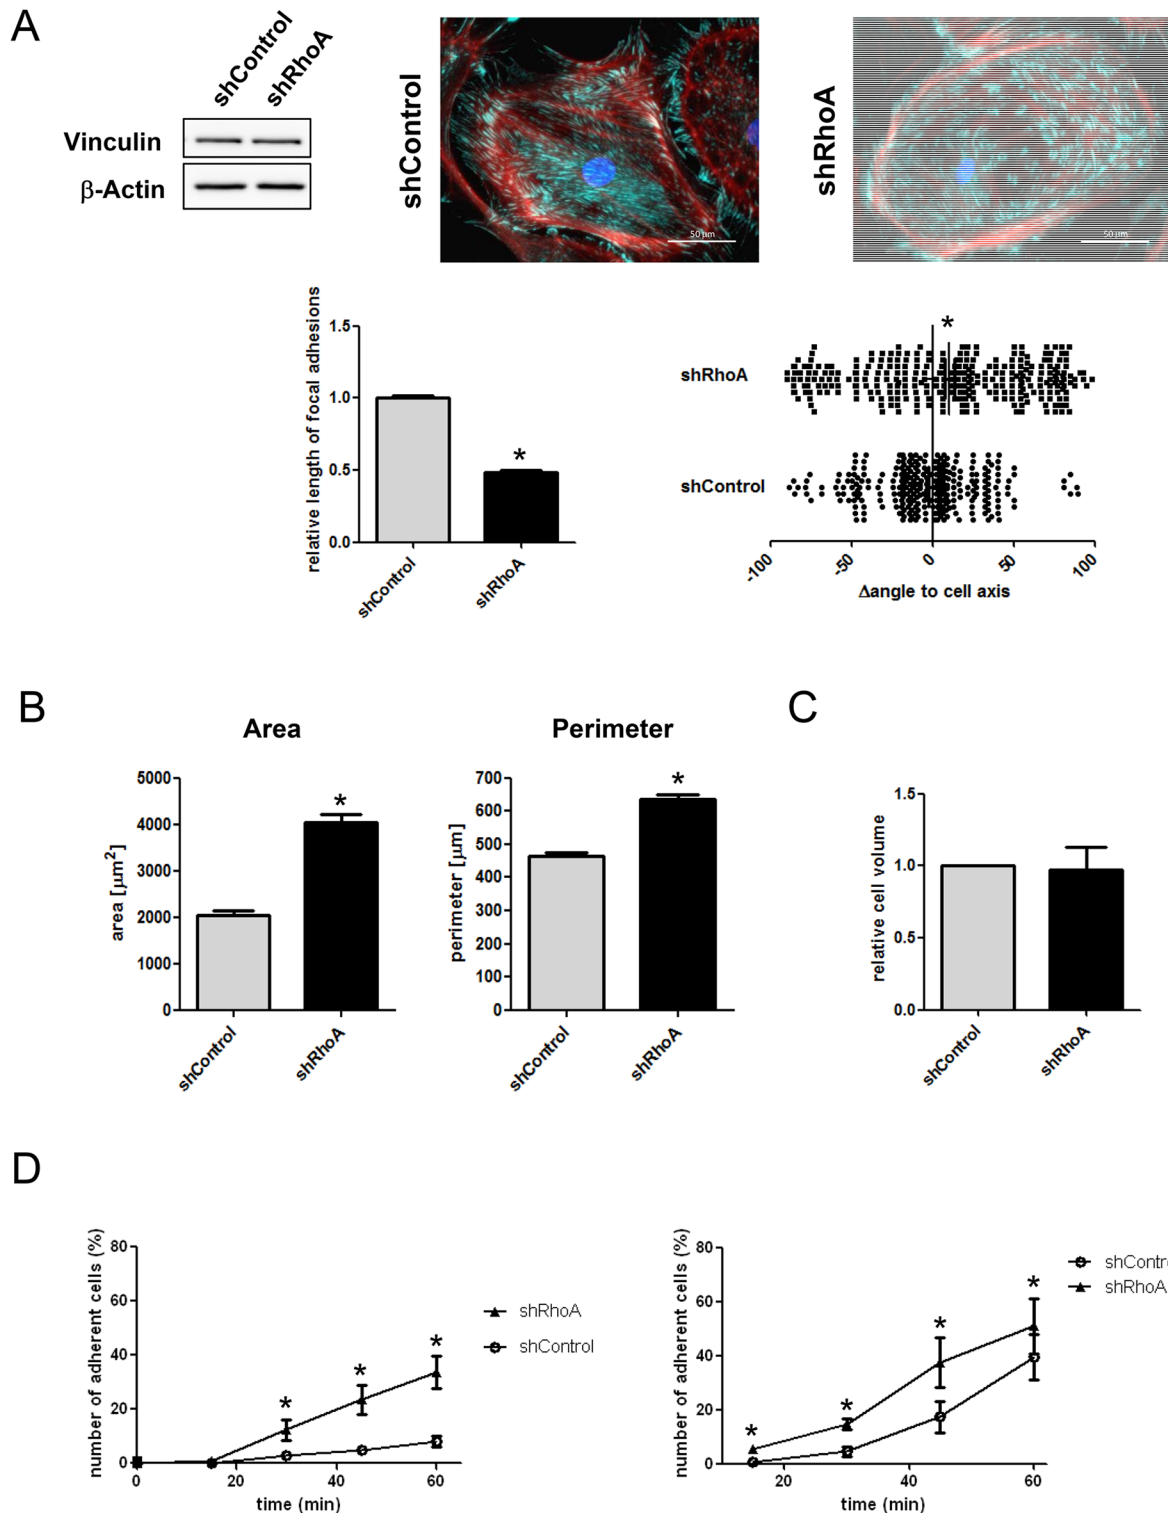 A
shControl
shRhoA
Vinculin
β-Actin
shControl
50 µm
shRhoA
50 µm
relative length of focal adhesions
1.5
1.0
0.5
0.0
*
shControl
shRhoA
*
shRhoA
shControl
-100
-50
0
50
100
Δangle to cell axis
B
Area
area [µm²]
5000
4000
3000
2000
1000
0
*
shControl
shRhoA
Perimeter
perimeter [µm]
700
600
500
400
300
200
100
0
*
shControl
shRhoA
C
relative cell volume
1.5
1.0
0.5
0.0
shControl
shRhoA
D
number of adherent cells (%)
80
60
40
20
0
* * *
0 20 40 60
time (min)
shRhoA
shControl
number of adherent cells (%)
80
60
40
20
0
* * * *
20 40 60
time (min)
shContr
shRhoA